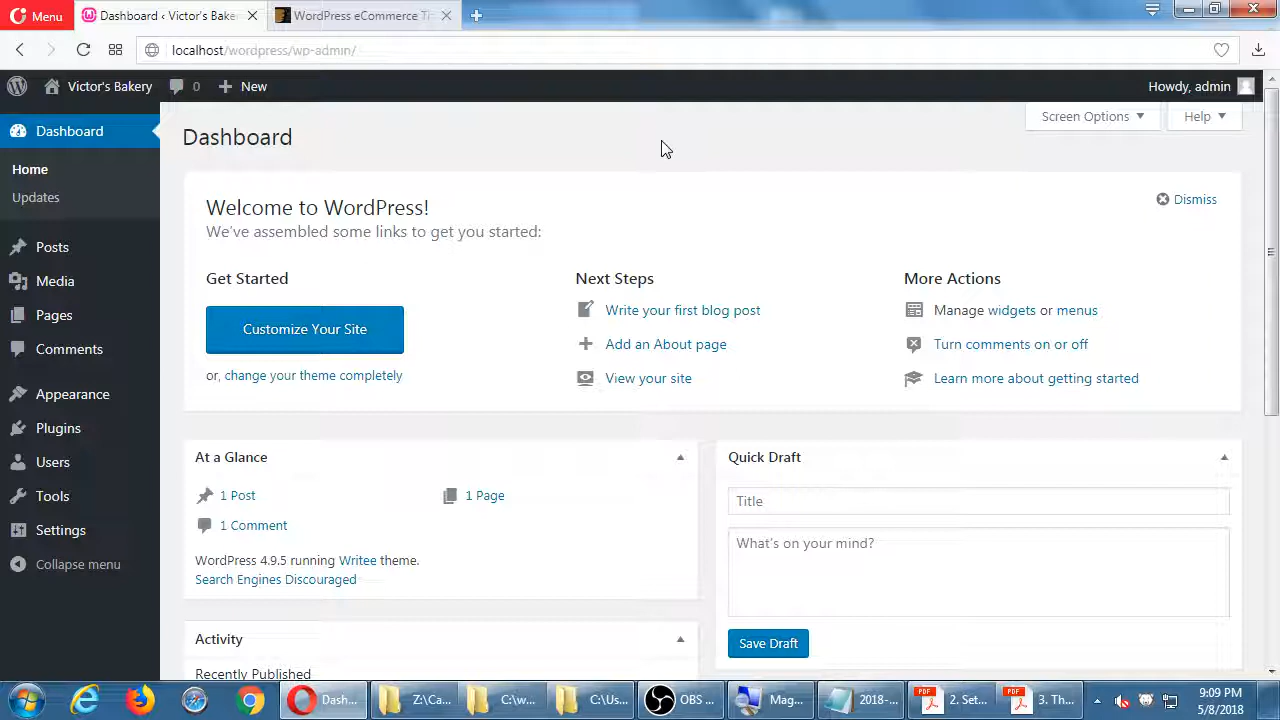 Menu
Dashboard ‹ Victor's Bake
WordPress eCommerce T
localhost/wordpress/wp-admin/
Victor's Bakery
0
New
Howdy, admin
Dashboard
Home
Updates
Posts
Media
Pages
Comments
Appearance
Plugins
Users
Tools
Settings
Collapse menu
Dashboard
Screen Options
Help
Welcome to WordPress!
We've assembled some links to get you started:
Dismiss
Get Started
Customize Your Site
or, change your theme completely
Next Steps
Write your first blog post
Add an About page
View your site
More Actions
Manage widgets or menus
Turn comments on or off
Learn more about getting started
At a Glance
1 Post
1 Page
1 Comment
WordPress 4.9.5 running Writee theme.
Search Engines Discouraged
Activity
Recently Published
Quick Draft
Title
What's on your mind?
Save Draft
Dash...
Z:\Ca...
C:\w...
C:\Us...
OBS ...
Mag...
2018-...
PDF
2. Set...
PDF
3. Th...
9:09 PM
5/8/2018